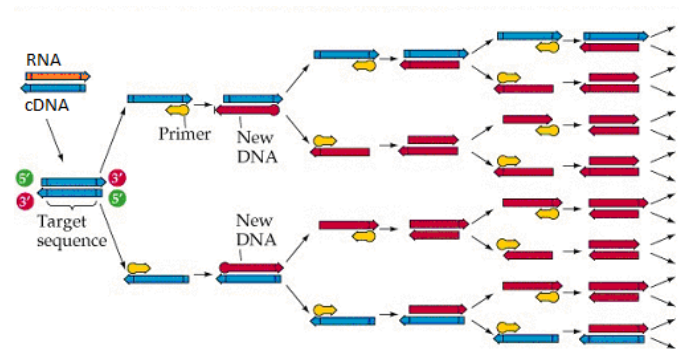 RNA
cDNA
Primer
New
DNA
5' 3'
3' 5'
Target
sequence
New
DNA